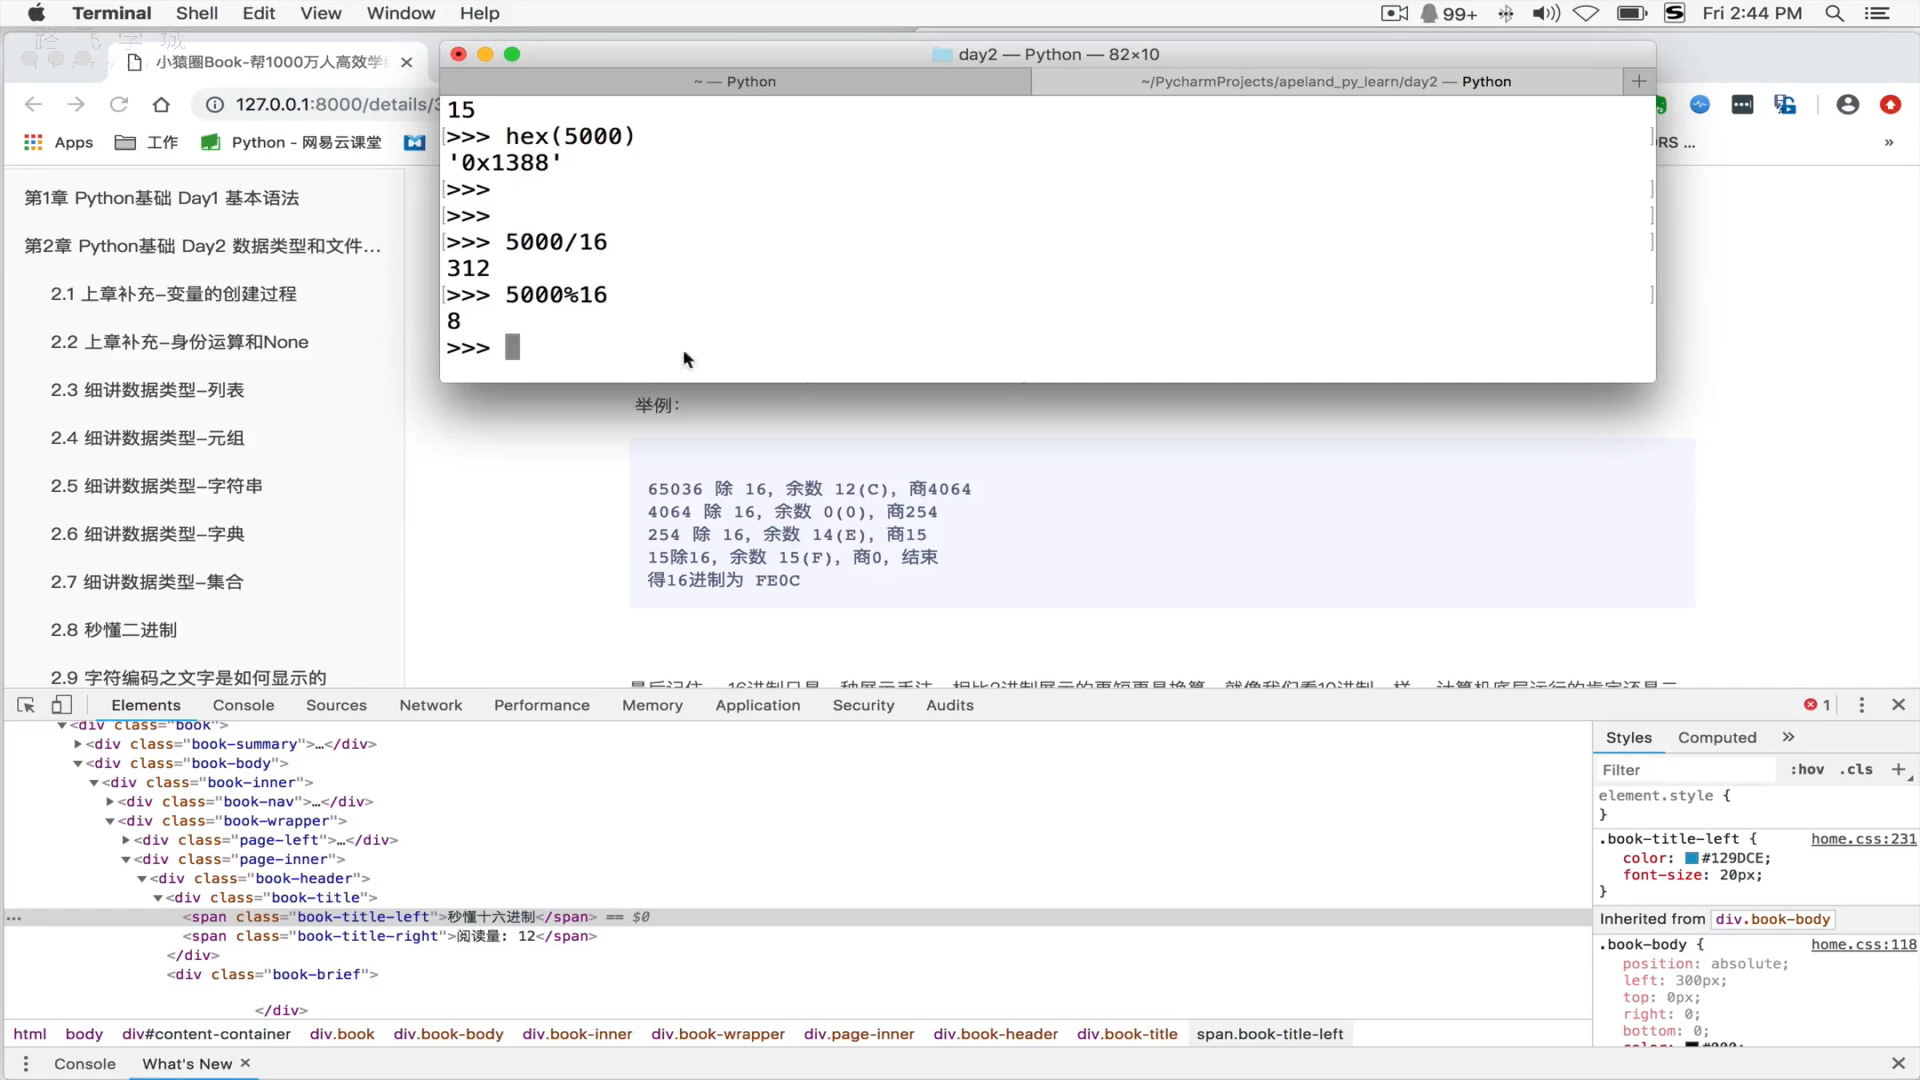 Terminal Shell Edit View Window Help 99+ Fri 2:44 PM
路飞学城
小猿圈Book-帮1000万人高效学
day2 — Python — 82×10
~ — Python
~/PycharmProjects/apeland_py_learn/day2 — Python
127.0.0.1:8000/details/3
Apps 工作 Python - 网易云课堂
RS ... »
15
>>> hex(5000)
'0x1388'
>>>
>>>
>>> 5000/16
312
>>> 5000%16
8
>>>
第1章 Python基础 Day1 基本语法
第2章 Python基础 Day2 数据类型和文件...
2.1 上章补充-变量的创建过程
2.2 上章补充-身份运算和None
2.3 细讲数据类型-列表
2.4 细讲数据类型-元组
2.5 细讲数据类型-字符串
2.6 细讲数据类型-字典
2.7 细讲数据类型-集合
2.8 秒懂二进制
2.9 字符编码之文字是如何显示的
举例:
65036 除 16, 余数 12(C), 商4064
4064 除 16, 余数 0(0), 商254
254 除 16, 余数 14(E), 商15
15除16, 余数 15(F), 商0, 结束
得16进制为 FE0C
Elements Console Sources Network Performance Memory Application Security Audits 1
<div class="book">
<div class="book-summary">…</div>
<div class="book-body">
<div class="book-inner">
<div class="book-nav">…</div>
<div class="book-wrapper">
<div class="page-left">…</div>
<div class="page-inner">
<div class="book-header">
<div class="book-title">
<span class="book-title-left">秒懂十六进制</span> == $0
<span class="book-title-right">阅读量: 12</span>
</div>
<div class="book-brief">
</div>
html body div#content-container div.book div.book-body div.book-inner div.book-wrapper div.page-inner div.book-header div.book-title span.book-title-left
Console What's New
Styles Computed »
Filter :hov .cls +
element.style {
}
.book-title-left { home.css:231
color: #129DCE;
font-size: 20px;
}
Inherited from div.book-body
.book-body { home.css:118
position: absolute;
left: 300px;
top: 0px;
right: 0;
bottom: 0;
color: #000;